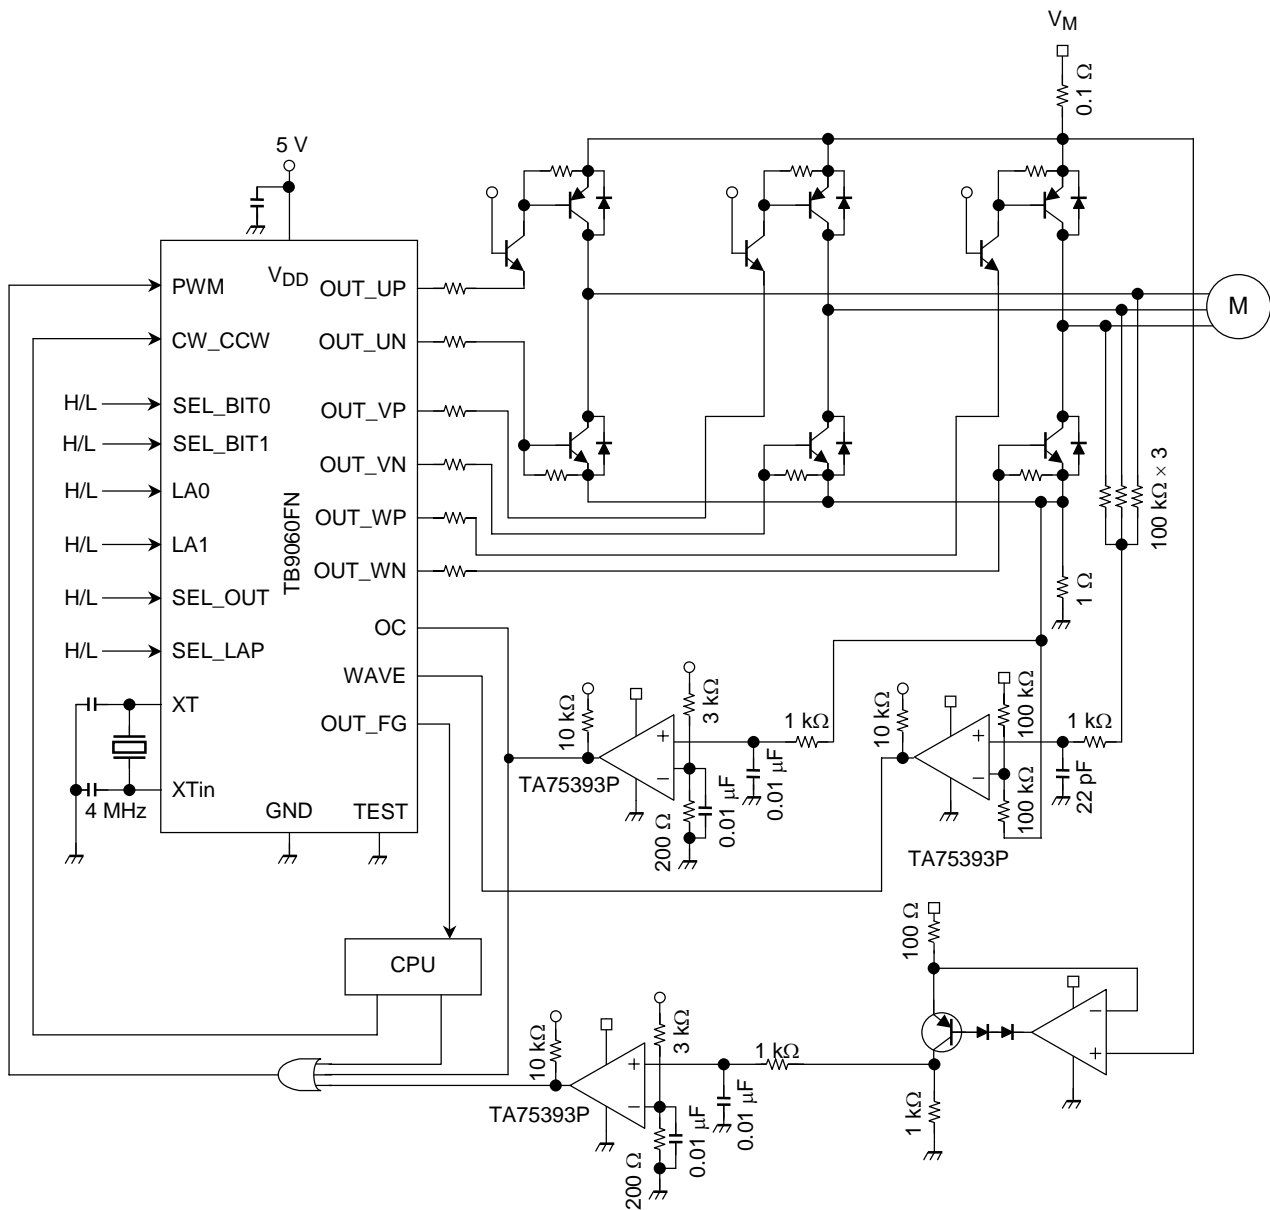 V_M
0.1 Ω
5 V
V_DD
PWM
CW_CCW
H/L
SEL_BIT0
H/L
SEL_BIT1
H/L
LA0
H/L
LA1
H/L
SEL_OUT
H/L
SEL_LAP
XT
XTin
4 MHz
TB9060FN
OUT_UP
OUT_UN
OUT_VP
OUT_VN
OUT_WP
OUT_WN
OC
WAVE
OUT_FG
GND
TEST
M
100 kΩ × 3
1 Ω
10 kΩ
TA75393P
3 kΩ
200 Ω
0.01 μF
0.01 μF
1 kΩ
10 kΩ
TA75393P
100 kΩ
100 kΩ
1 kΩ
22 pF
CPU
10 kΩ
TA75393P
3 kΩ
200 Ω
0.01 μF
0.01 μF
1 kΩ
100 Ω
1 kΩ